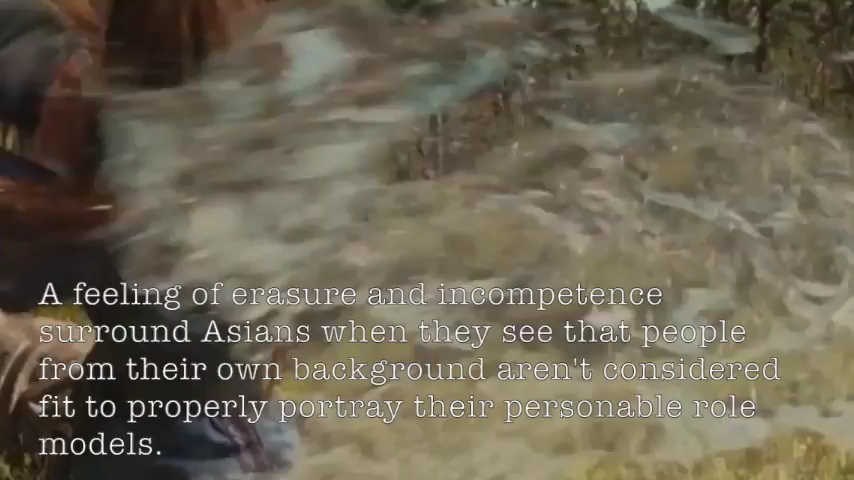 A feeling of erasure and incompetence
surround Asians when they see that people
from their own background aren't considered
fit to properly portray their personable role
models.